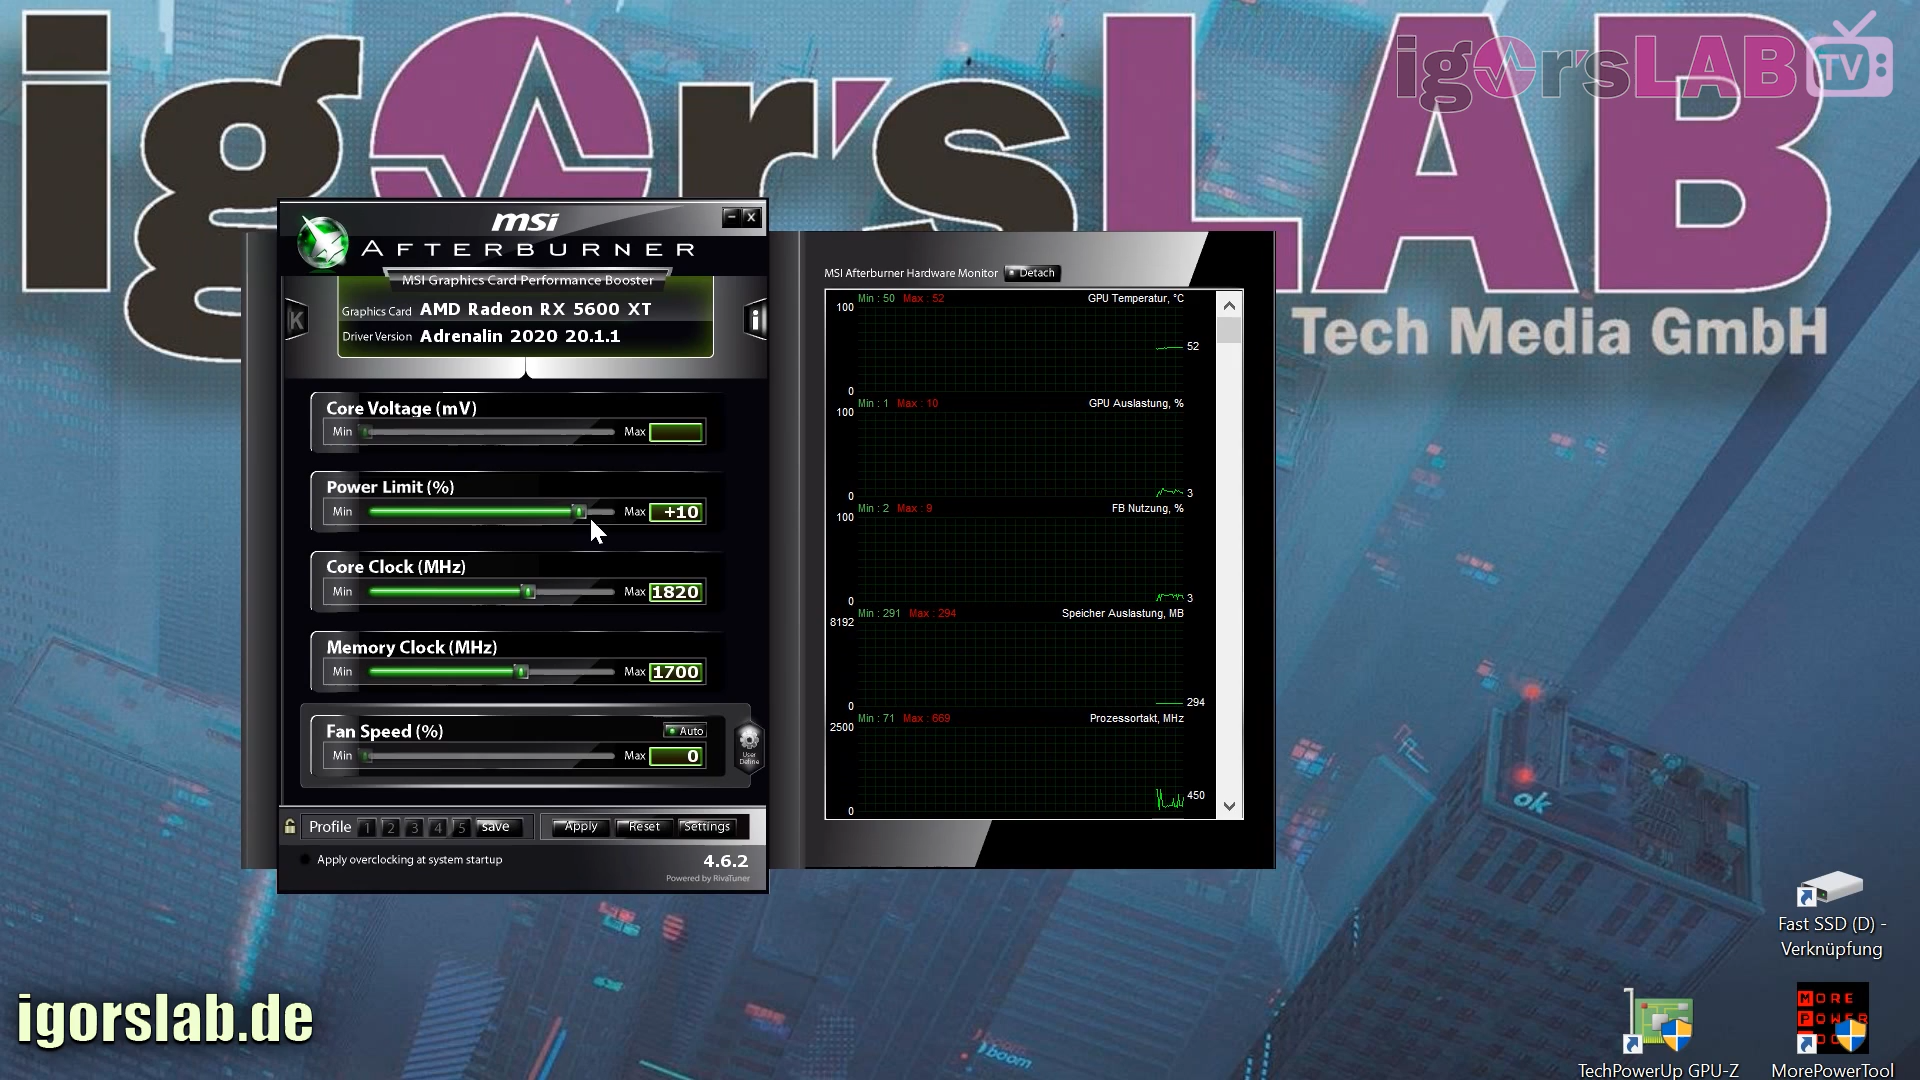 igor'sLAB
igor'sLAB TV
Tech Media GmbH
msi
AFTERBURNER
MSI Graphics Card Performance Booster
Graphics Card AMD Radeon RX 5600 XT
Driver Version Adrenalin 2020 20.1.1
K
i
Core Voltage (mV)
Min Max
Power Limit (%)
Min Max +10
Core Clock (MHz)
Min Max 1820
Memory Clock (MHz)
Min Max 1700
Fan Speed (%) Auto
Min Max 0
User
Define
Profile 1 2 3 4 5 save Apply Reset Settings
Apply overclocking at system startup 4.6.2
Powered by RivaTuner
MSI Afterburner Hardware Monitor Detach
Min : 50 Max : 52 GPU Temperatur, °C
100
52
0
Min : 1 Max : 10 GPU Auslastung, %
100
3
0
Min : 2 Max : 9 FB Nutzung, %
100
3
0
Min : 291 Max : 294 Speicher Auslastung, MB
8192
294
0
Min : 71 Max : 669 Prozessortakt, MHz
2500
450
0
ok
boom
Fast SSD (D) -
Verknüpfung
igorslab.de
TechPowerUp GPU-Z
MORE
POWER
MorePowerTool